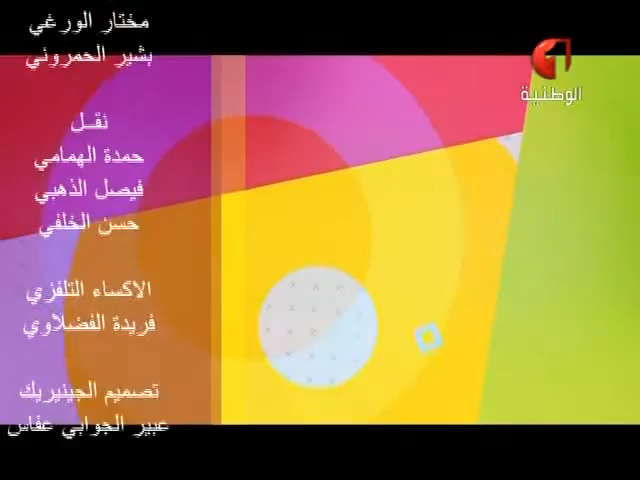 مختار الورغي
بشير الحمروني
الوطنية
نقــل
حمدة الهمامي
فيصل الذهبي
حسن الخلفي
الاكساء التلفزي
فريدة الفضلاوي
تصميم الجينيريك
عبير الجوابي عفاس